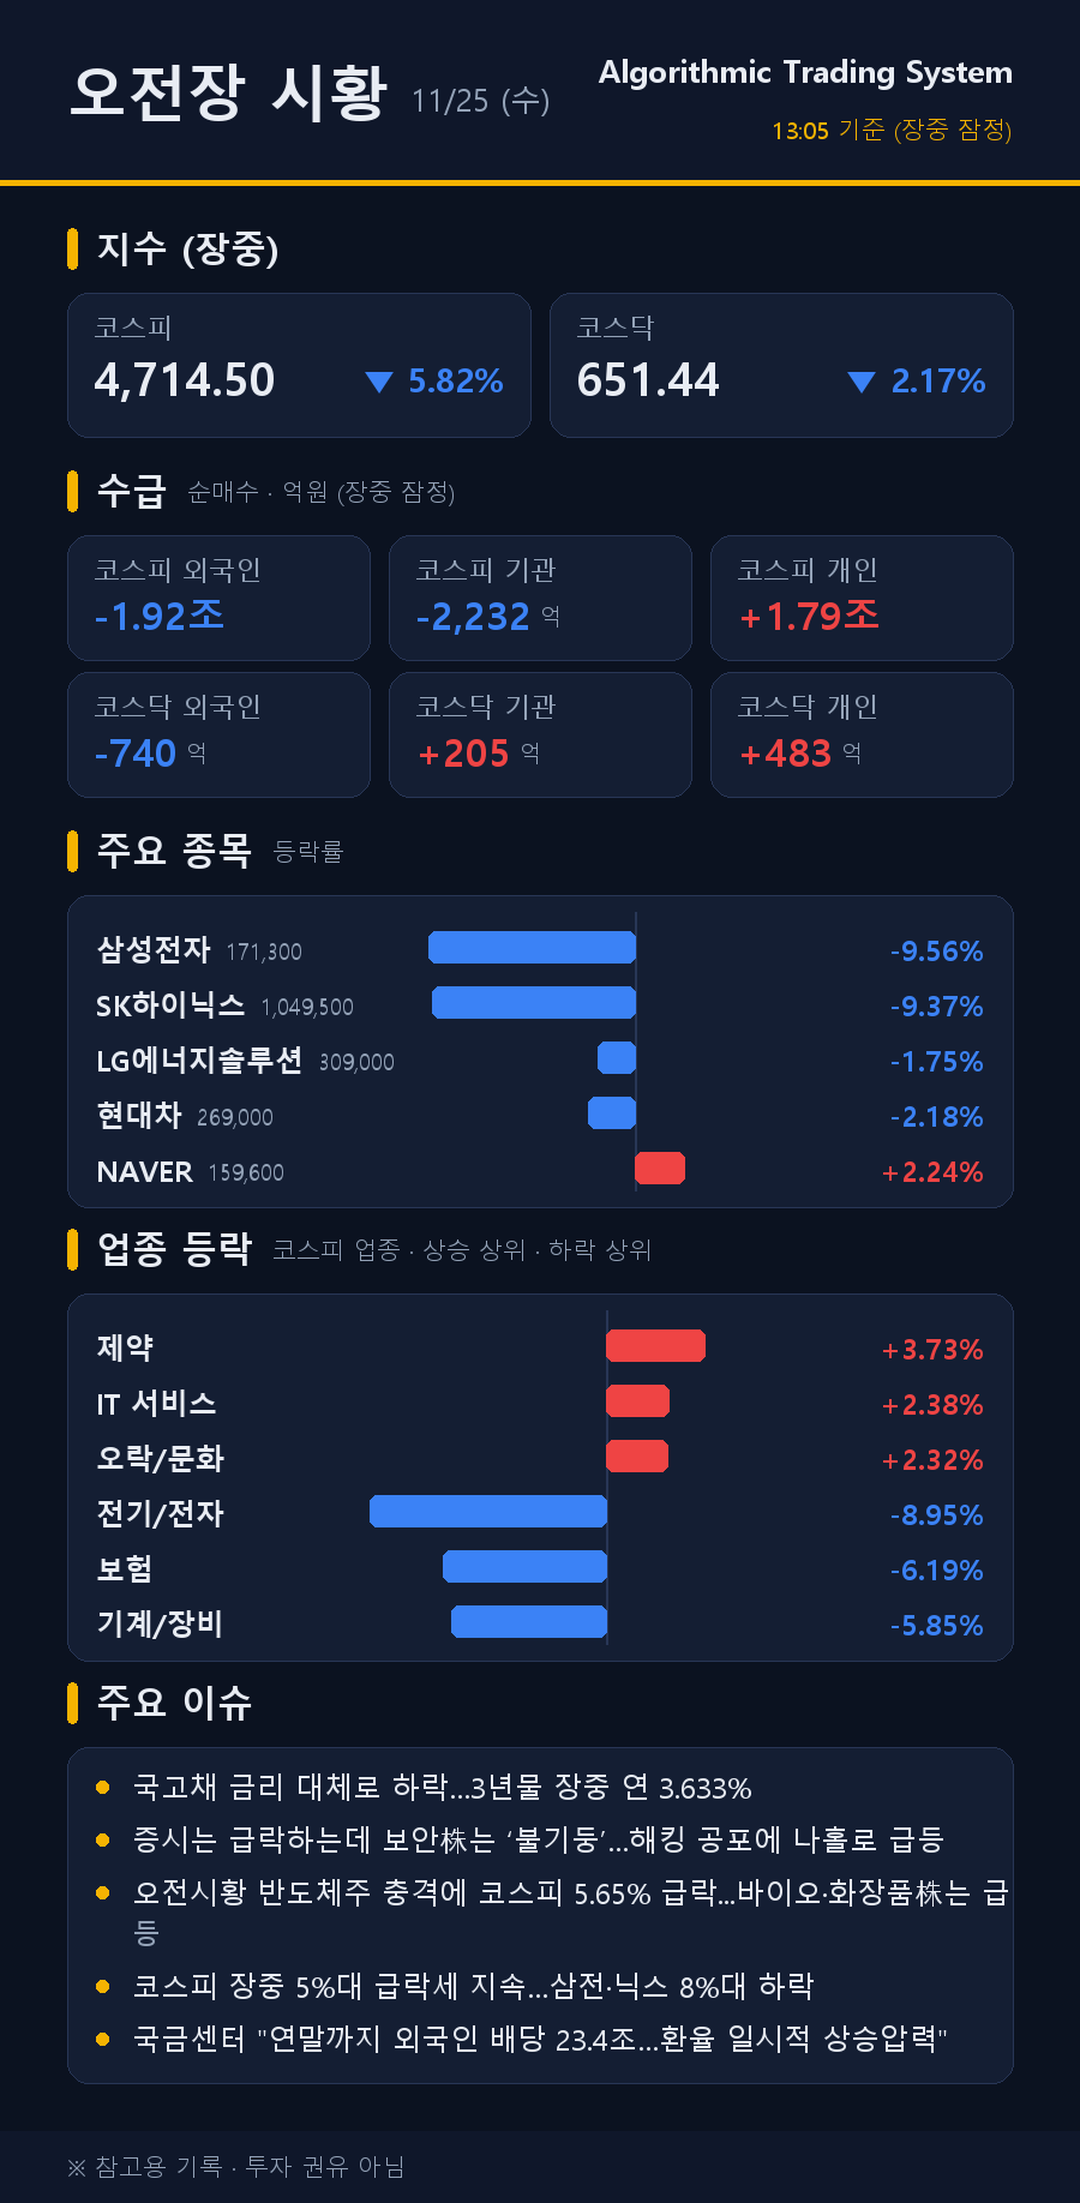 오전장 시황 11/25 (수)
Algorithmic Trading System
13:05 기준 (장중 잠정)
지수 (장중)
코스피
4,714.50 ▼ 5.82%
코스닥
651.44 ▼ 2.17%
수급 순매수 · 억원 (장중 잠정)
코스피 외국인
-1.92조
코스피 기관
-2,232 억
코스피 개인
+1.79조
코스닥 외국인
-740 억
코스닥 기관
+205 억
코스닥 개인
+483 억
주요 종목 등락률
삼성전자 171,300 -9.56%
SK하이닉스 1,049,500 -9.37%
LG에너지솔루션 309,000 -1.75%
현대차 269,000 -2.18%
NAVER 159,600 +2.24%
업종 등락 코스피 업종 · 상승 상위 · 하락 상위
제약 +3.73%
IT 서비스 +2.38%
오락/문화 +2.32%
전기/전자 -8.95%
보험 -6.19%
기계/장비 -5.85%
주요 이슈
국고채 금리 대체로 하락…3년물 장중 연 3.633%
증시는 급락하는데 보안株는 ‘불기둥’…해킹 공포에 나홀로 급등
오전시황 반도체주 충격에 코스피 5.65% 급락…바이오·화장품株는 급
등
코스피 장중 5%대 급락세 지속…삼전·닉스 8%대 하락
국금센터 "연말까지 외국인 배당 23.4조…환율 일시적 상승압력"
※ 참고용 기록 · 투자 권유 아님